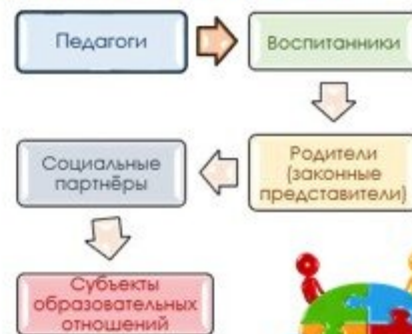 Педагоги
Воспитанники
Родители
(законные
представители)
Социальные
партнёры
Субъекты
образовательных
отношений